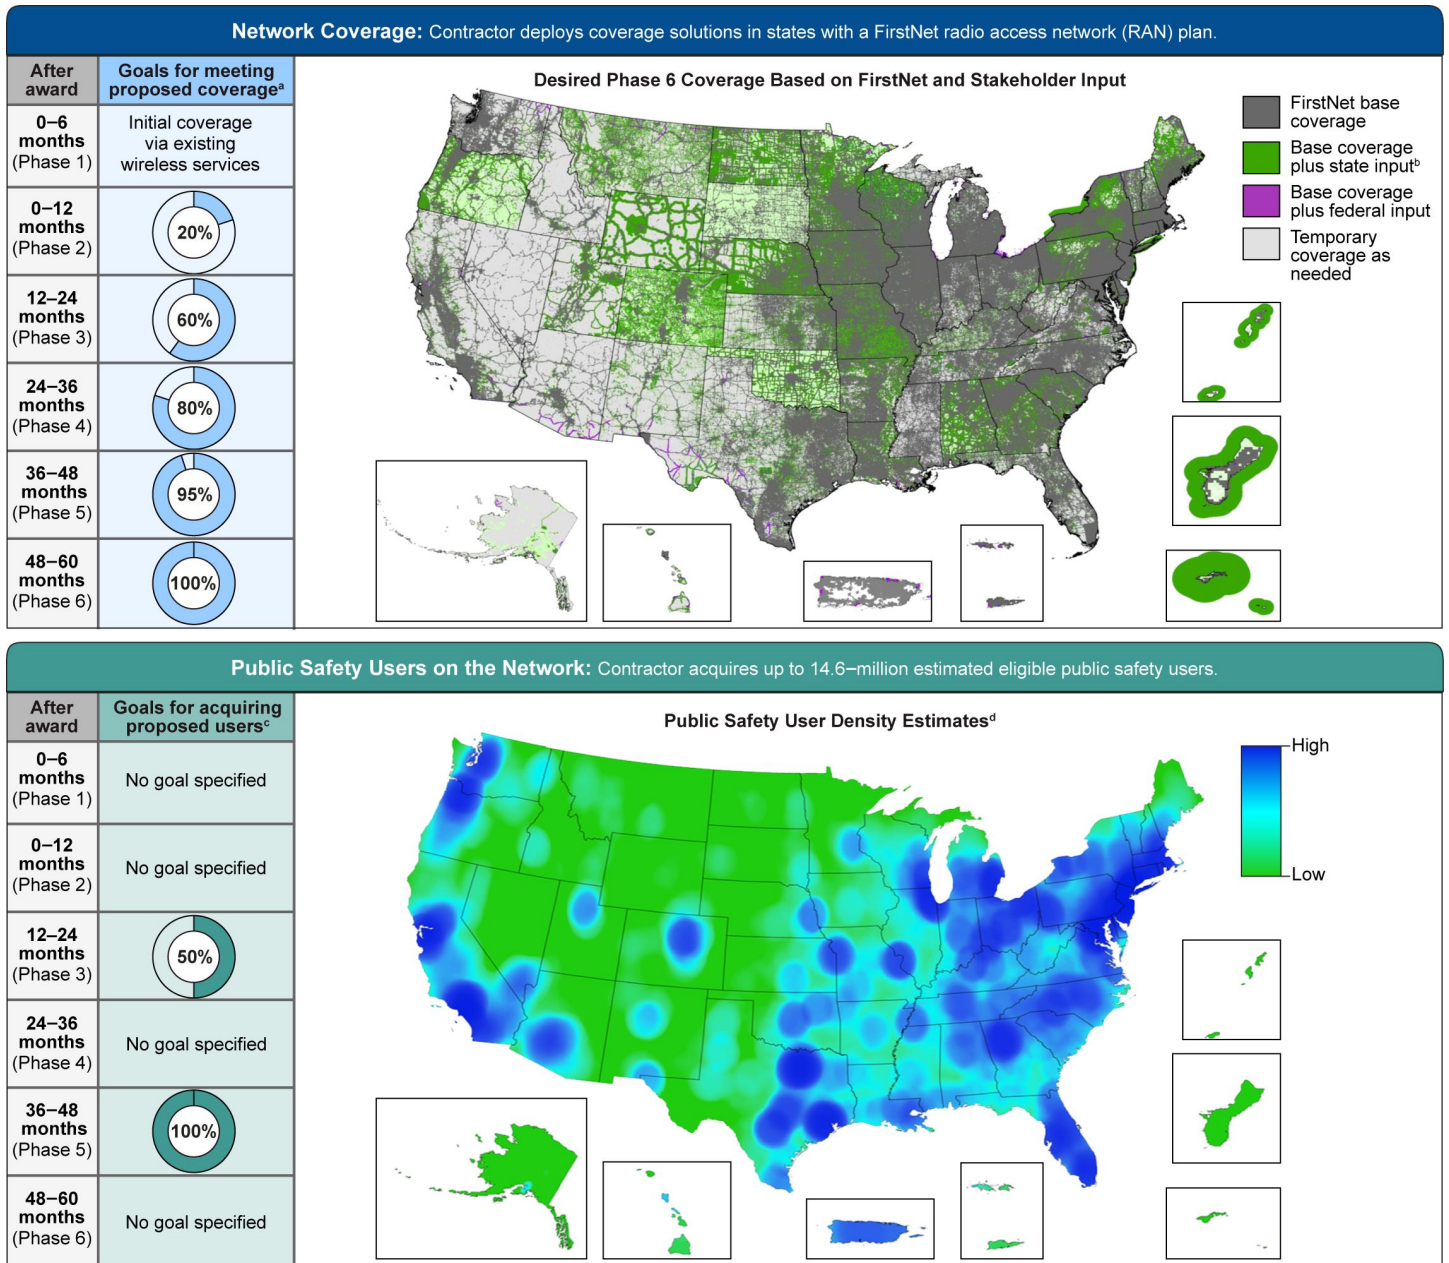 Network Coverage: Contractor deploys coverage solutions in states with a FirstNet radio access network (RAN) plan.
After
award
Goals for meeting
proposed coverageᵃ
0–6
months
(Phase 1)
Initial coverage
via existing
wireless services
0–12
months
(Phase 2)
20%
12–24
months
(Phase 3)
60%
24–36
months
(Phase 4)
80%
36–48
months
(Phase 5)
95%
48–60
months
(Phase 6)
100%
Desired Phase 6 Coverage Based on FirstNet and Stakeholder Input
FirstNet base
coverage
Base coverage
plus state inputᵇ
Base coverage
plus federal input
Temporary
coverage as
needed
Public Safety Users on the Network: Contractor acquires up to 14.6–million estimated eligible public safety users.
After
award
Goals for acquiring
proposed usersᶜ
0–6
months
(Phase 1)
No goal specified
0–12
months
(Phase 2)
No goal specified
12–24
months
(Phase 3)
50%
24–36
months
(Phase 4)
No goal specified
36–48
months
(Phase 5)
100%
48–60
months
(Phase 6)
No goal specified
Public Safety User Density Estimatesᵈ
High
Low